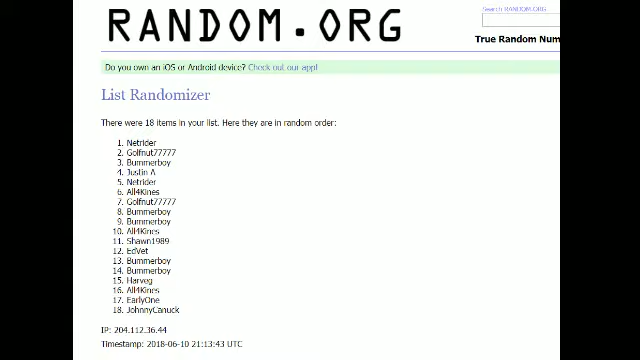 Search RANDOM.ORG
RANDOM.ORG
True Random Num
Do you own an iOS or Android device? Check out our app!
List Randomizer
There were 18 items in your list. Here they are in random order:
1. Netrider
2. Golfnut77777
3. Bummerboy
4. Justin A
5. Netrider
6. All4Kines
7. Golfnut77777
8. Bummerboy
9. Bummerboy
10. All4Kines
11. Shawn1989
12. EdVet
13. Bummerboy
14. Bummerboy
15. Harveg
16. All4Kines
17. EarlyOne
18. JohnnyCanuck
IP: 204.112.36.44
Timestamp: 2018-06-10 21:13:43 UTC